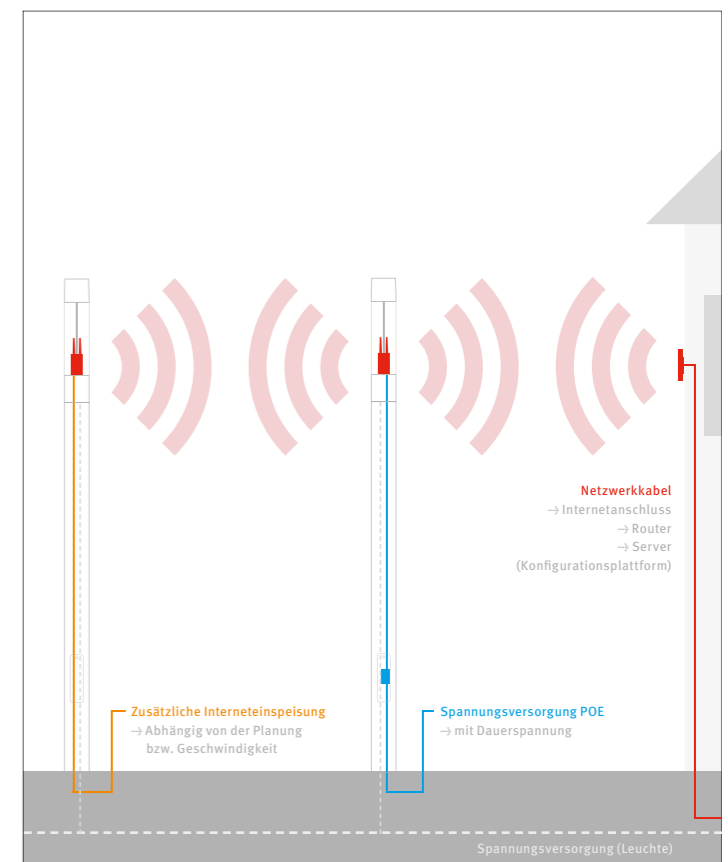 Netzwerkkabel
→ Internetanschluss
→ Router
→ Server
(Konfigurationsplattform)
Zusätzliche Interneteinspeisung
→ Abhängig von der Planung
bzw. Geschwindigkeit
Spannungsversorgung POE
→ mit Dauerspannung
Spannungsversorgung (Leuchte)